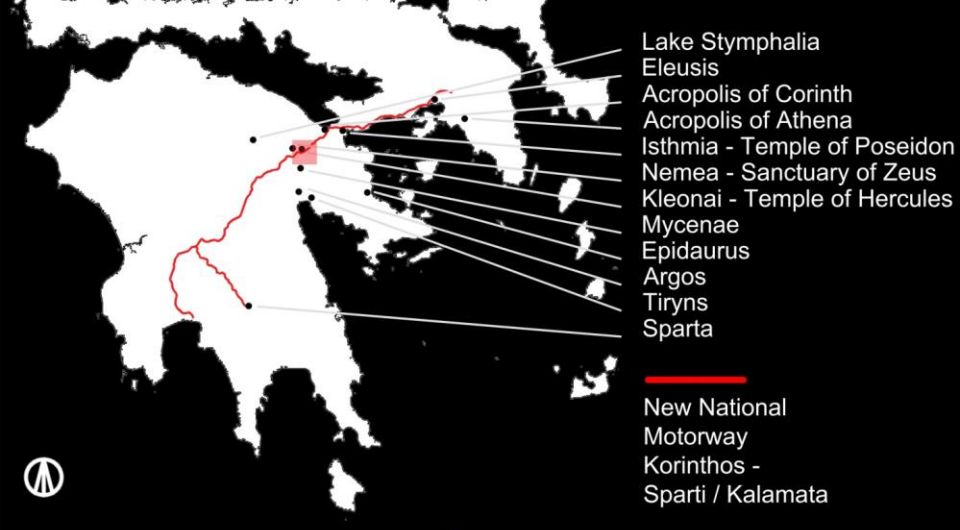 Lake Stymphalia
Eleusis
Acropolis of Corinth
Acropolis of Athena
Isthmia - Temple of Poseidon
Nemea - Sanctuary of Zeus
Kleonai - Temple of Hercules
Mycenae
Epidaurus
Argos
Tiryns
Sparta
New National
Motorway
Korinthos -
Sparti / Kalamata